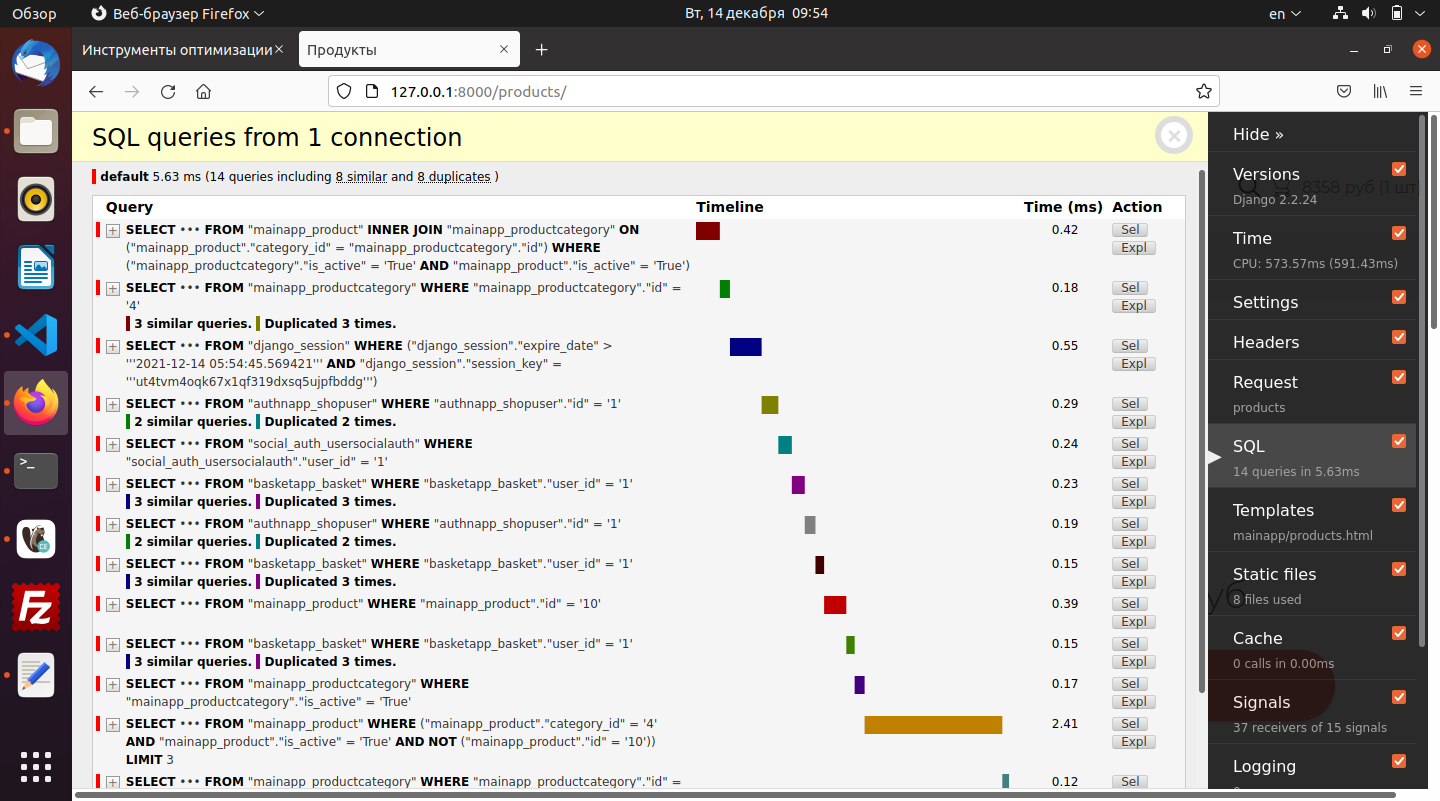 Обзор
Веб-браузер Firefox
Вт, 14 декабря 09:54
en
Инструменты оптимизации
Продукты
127.0.0.1:8000/products/
SQL queries from 1 connection
default 5.63 ms (14 queries including 8 similar and 8 duplicates )
Query Timeline Time (ms) Action
SELECT ••• FROM "mainapp_product" INNER JOIN "mainapp_productcategory" ON 0.42 Sel
("mainapp_product"."category_id" = "mainapp_productcategory"."id") WHERE Expl
("mainapp_productcategory"."is_active" = 'True' AND "mainapp_product"."is_active" = 'True')
SELECT ••• FROM "mainapp_productcategory" WHERE "mainapp_productcategory"."id" = 0.18 Sel
'4' Expl
3 similar queries. Duplicated 3 times.
SELECT ••• FROM "django_session" WHERE ("django_session"."expire_date" > 0.55 Sel
'''2021-12-14 05:54:45.569421''' AND "django_session"."session_key" = Expl
'''ut4tvm4oqk67x1qf319dxsq5ujpfbddg''')
SELECT ••• FROM "authnapp_shopuser" WHERE "authnapp_shopuser"."id" = '1' 0.29 Sel
2 similar queries. Duplicated 2 times. Expl
SELECT ••• FROM "social_auth_usersocialauth" WHERE 0.24 Sel
"social_auth_usersocialauth"."user_id" = '1' Expl
SELECT ••• FROM "basketapp_basket" WHERE "basketapp_basket"."user_id" = '1' 0.23 Sel
3 similar queries. Duplicated 3 times. Expl
SELECT ••• FROM "authnapp_shopuser" WHERE "authnapp_shopuser"."id" = '1' 0.19 Sel
2 similar queries. Duplicated 2 times. Expl
SELECT ••• FROM "basketapp_basket" WHERE "basketapp_basket"."user_id" = '1' 0.15 Sel
3 similar queries. Duplicated 3 times. Expl
SELECT ••• FROM "mainapp_product" WHERE "mainapp_product"."id" = '10' 0.39 Sel
Expl
SELECT ••• FROM "basketapp_basket" WHERE "basketapp_basket"."user_id" = '1' 0.15 Sel
3 similar queries. Duplicated 3 times. Expl
SELECT ••• FROM "mainapp_productcategory" WHERE 0.17 Sel
"mainapp_productcategory"."is_active" = 'True' Expl
SELECT ••• FROM "mainapp_product" WHERE ("mainapp_product"."category_id" = '4' 2.41 Sel
AND "mainapp_product"."is_active" = 'True' AND NOT ("mainapp_product"."id" = '10')) Expl
LIMIT 3
SELECT ••• FROM "mainapp_productcategory" WHERE "mainapp_productcategory"."id" = 0.12 Sel
Hide »
Versions
Django 2.2.24
8358 руб (1 шт
Time
CPU: 573.57ms (591.43ms)
Settings
Headers
Request
products
SQL
14 queries in 5.63ms
Templates
mainapp/products.html
Static files
8 files used
уб
Cache
0 calls in 0.00ms
Signals
37 receivers of 15 signals
Logging
>_
CE
Fz